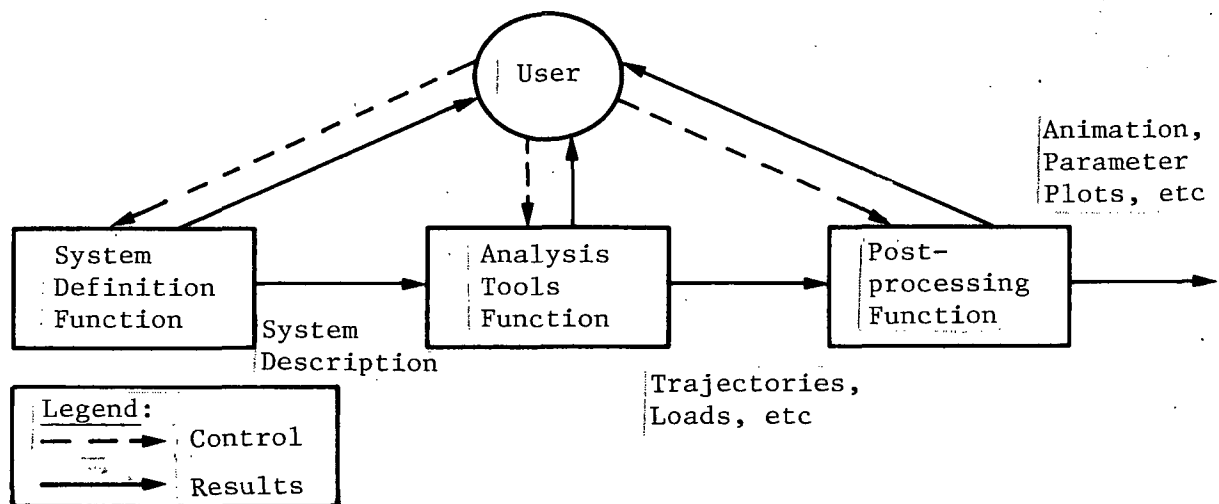 User
Animation,
Parameter
Plots, etc
System
Definition
Function
Analysis
Tools
Function
Post-
processing
Function
System
Description
Trajectories,
Loads, etc
Legend:
Control
Results